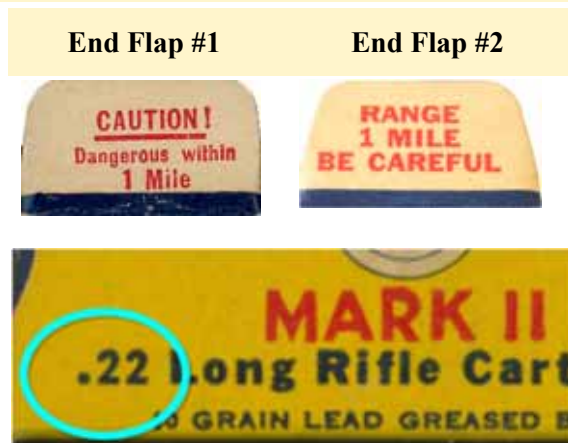 End Flap #1 End Flap #2
CAUTION!
Dangerous within
1 Mile
RANGE
1 MILE
BE CAREFUL
MARK II
.22 Long Rifle Cart
GRAIN LEAD GREASED B